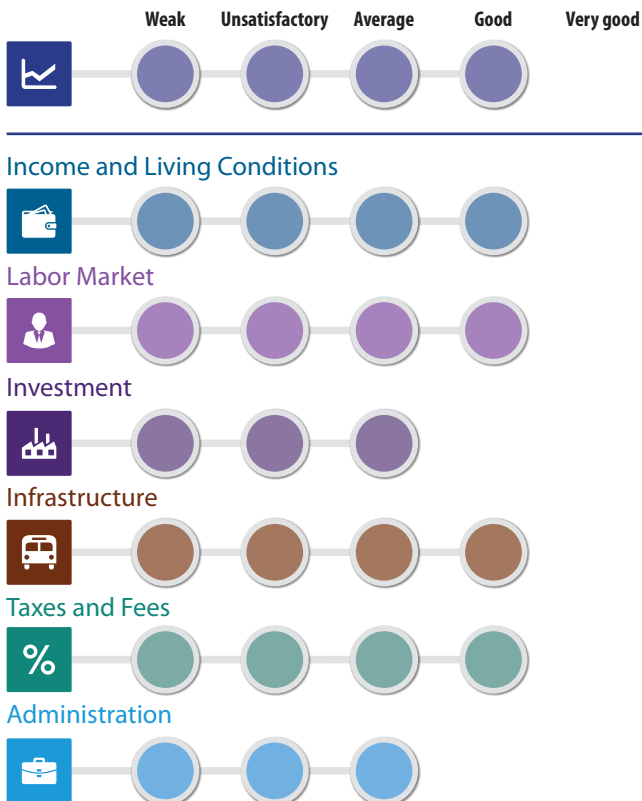 Weak Unsatisfactory Average Good Very good
Income and Living Conditions
Labor Market
Investment
Infrastructure
Taxes and Fees
%
Administration